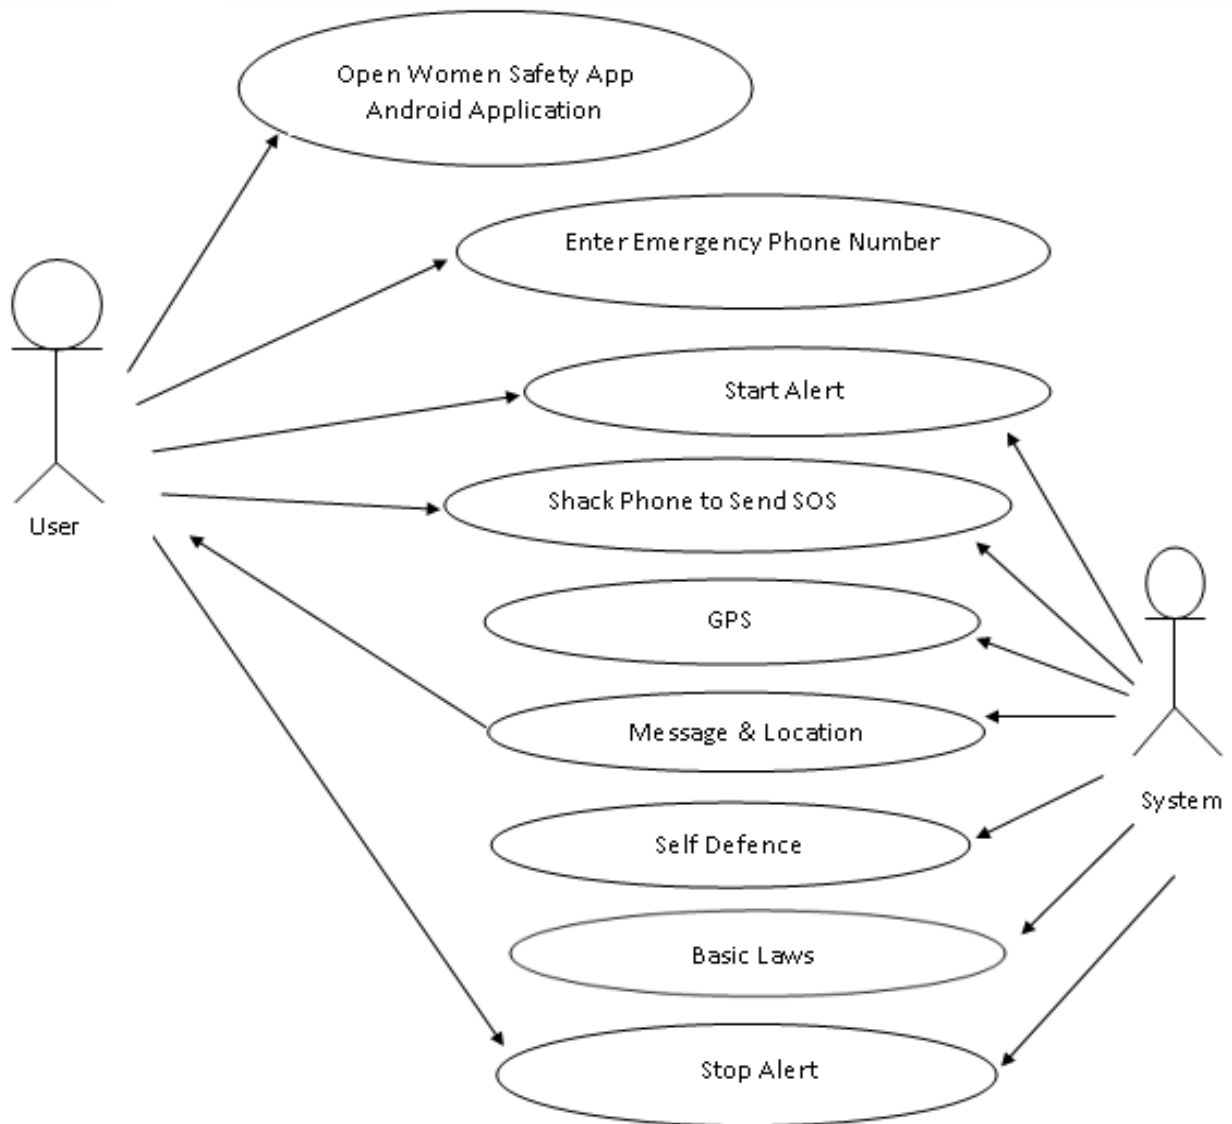 Open Women Safety App
Android Application
Enter Emergency Phone Number
Start Alert
Shack Phone to Send SOS
User
GPS
Message & Location
System
Self Defence
Basic Laws
Stop Alert